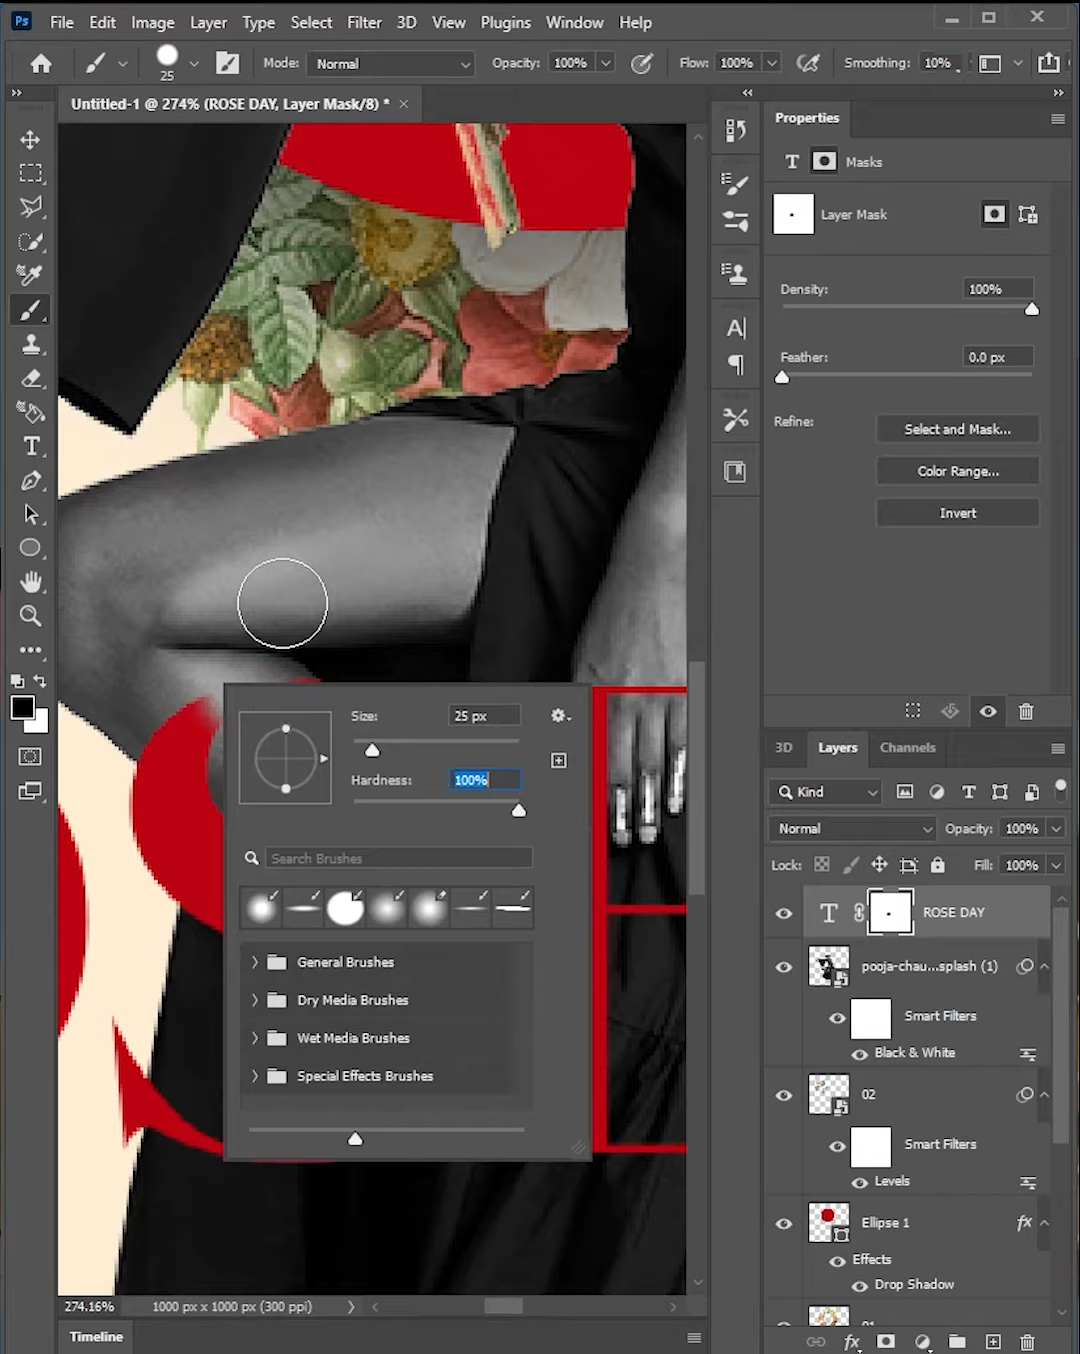 Ps File Edit Image Layer Type Select Filter 3D View Plugins Window Help
25 Mode: Normal Opacity: 100% Flow: 100% Smoothing: 10%
Untitled-1 @ 274% (ROSE DAY, Layer Mask/8) * ×
Properties
T Masks
Layer Mask
Density: 100%
Feather: 0.0 px
Refine: Select and Mask...
Color Range...
Invert
Size: 25 px
Hardness: 100%
Search Brushes
General Brushes
Dry Media Brushes
Wet Media Brushes
Special Effects Brushes
3D Layers Channels
Kind
Normal Opacity: 100%
Lock: Fill: 100%
T ROSE DAY
pooja-chau...splash (1)
Smart Filters
Black & White
02
Smart Filters
Levels
Ellipse 1 fx
Effects
Drop Shadow
fx
274.16% 1000 px x 1000 px (300 ppi)
Timeline